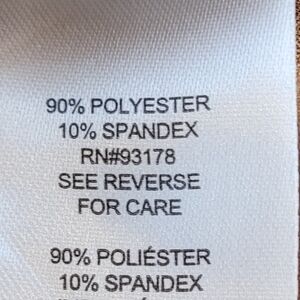 90% POLYESTER
10% SPANDEX
RN#93178
SEE REVERSE
FOR CARE
90% POLIÉSTER
10% SPANDEX